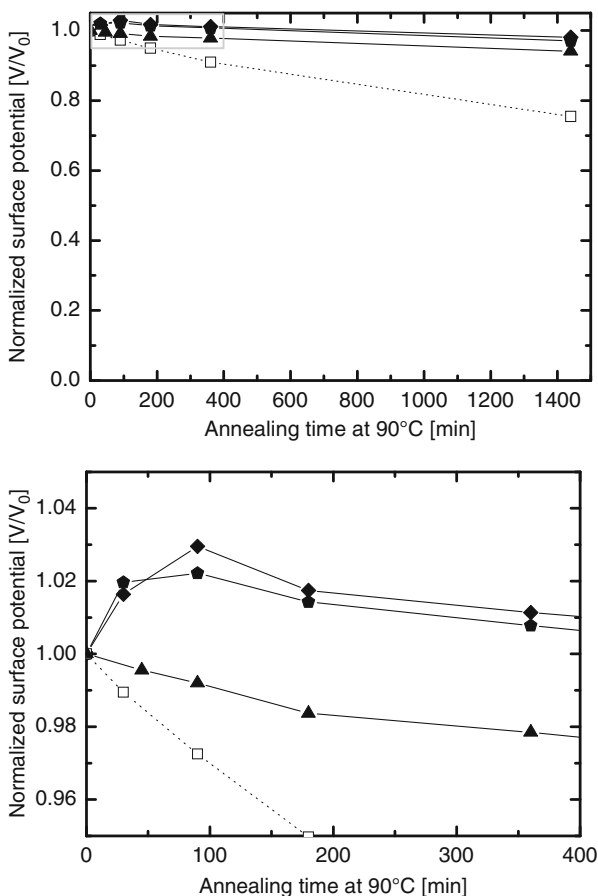 Normalized surface potential [V/V₀]
1.0
0.8
0.6
0.4
0.2
0.0
0 200 400 600 800 1000 1200 1400
Annealing time at 90°C [min]
Normalized surface potential [V/V₀]
1.04
1.02
1.00
0.98
0.96
0 100 200 300 400
Annealing time at 90°C [min]